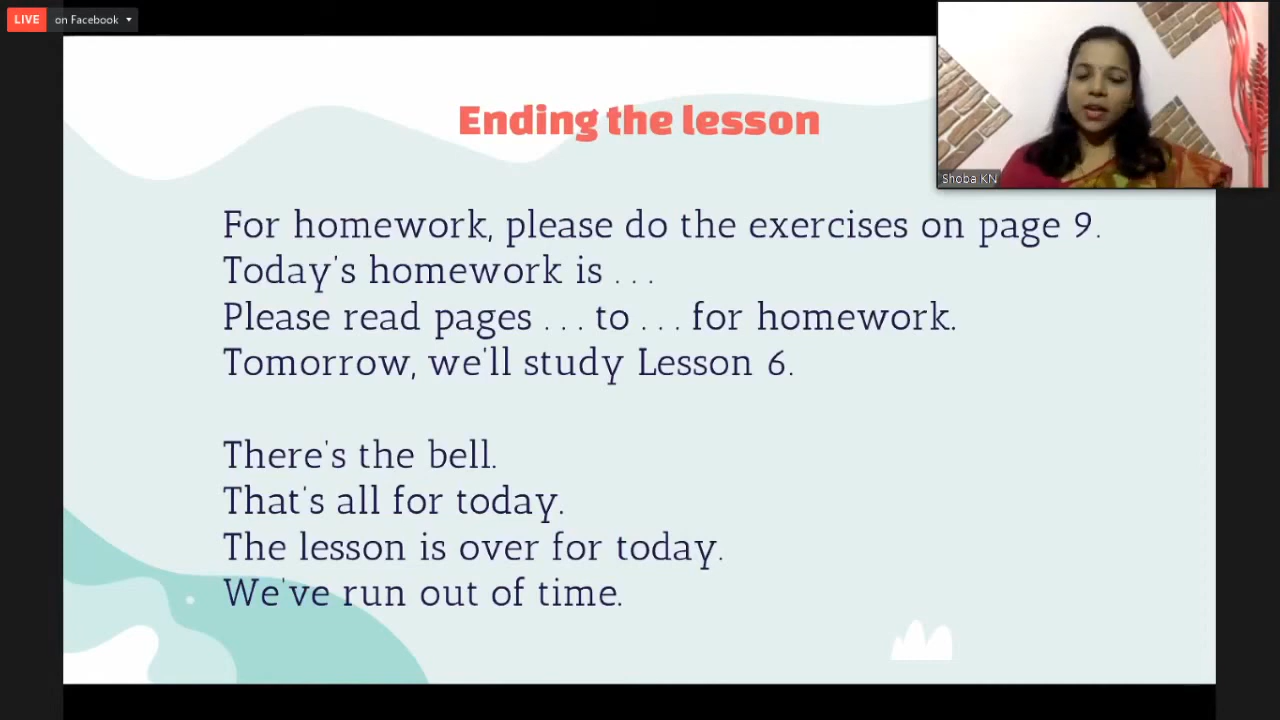 LIVE on Facebook
Ending the lesson
Shoba KN
For homework, please do the exercises on page 9.
Today's homework is . . .
Please read pages . . . to . . . for homework.
Tomorrow, we'll study Lesson 6.
There's the bell.
That's all for today.
The lesson is over for today.
We've run out of time.